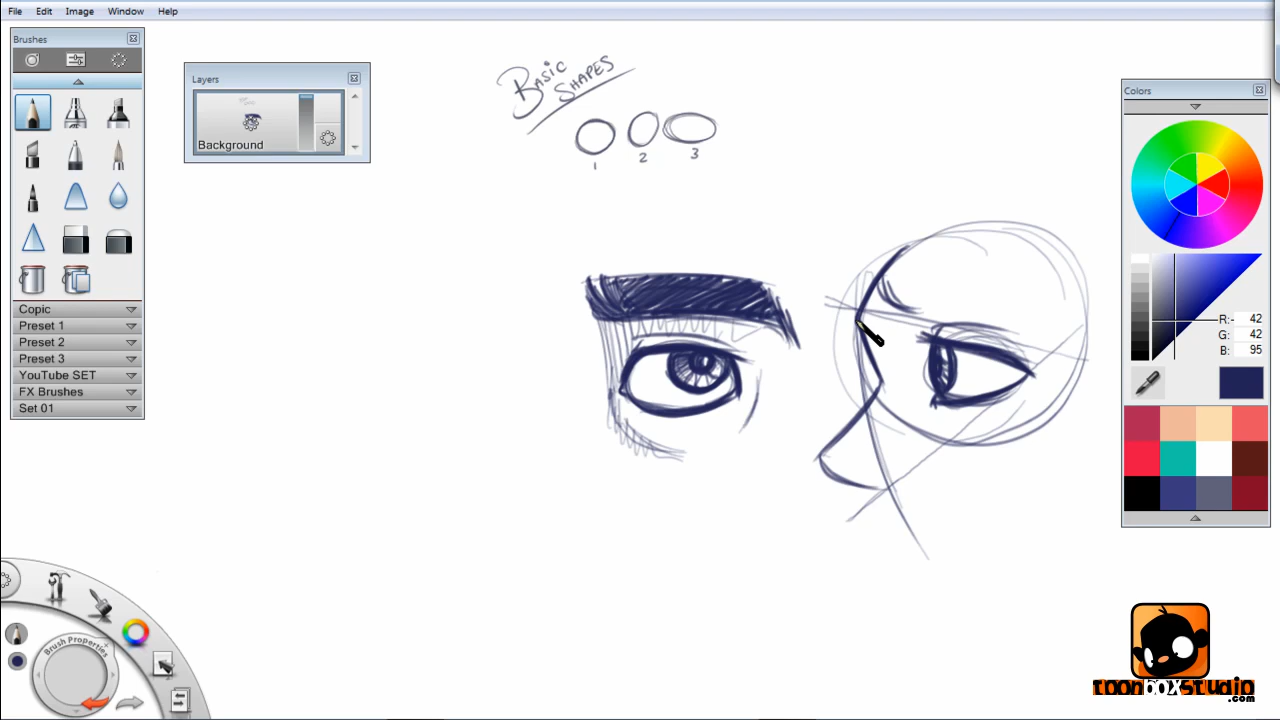 File Edit Image Window Help
Brushes
Copic
Preset 1
Preset 2
Preset 3
YouTube SET
FX Brushes
Set 01
Layers
Background
BASIC
SHAPES
1 2 3
Colors
R: 42
G: 42
B: 95
Brush Properties
toonboxstudio
.com